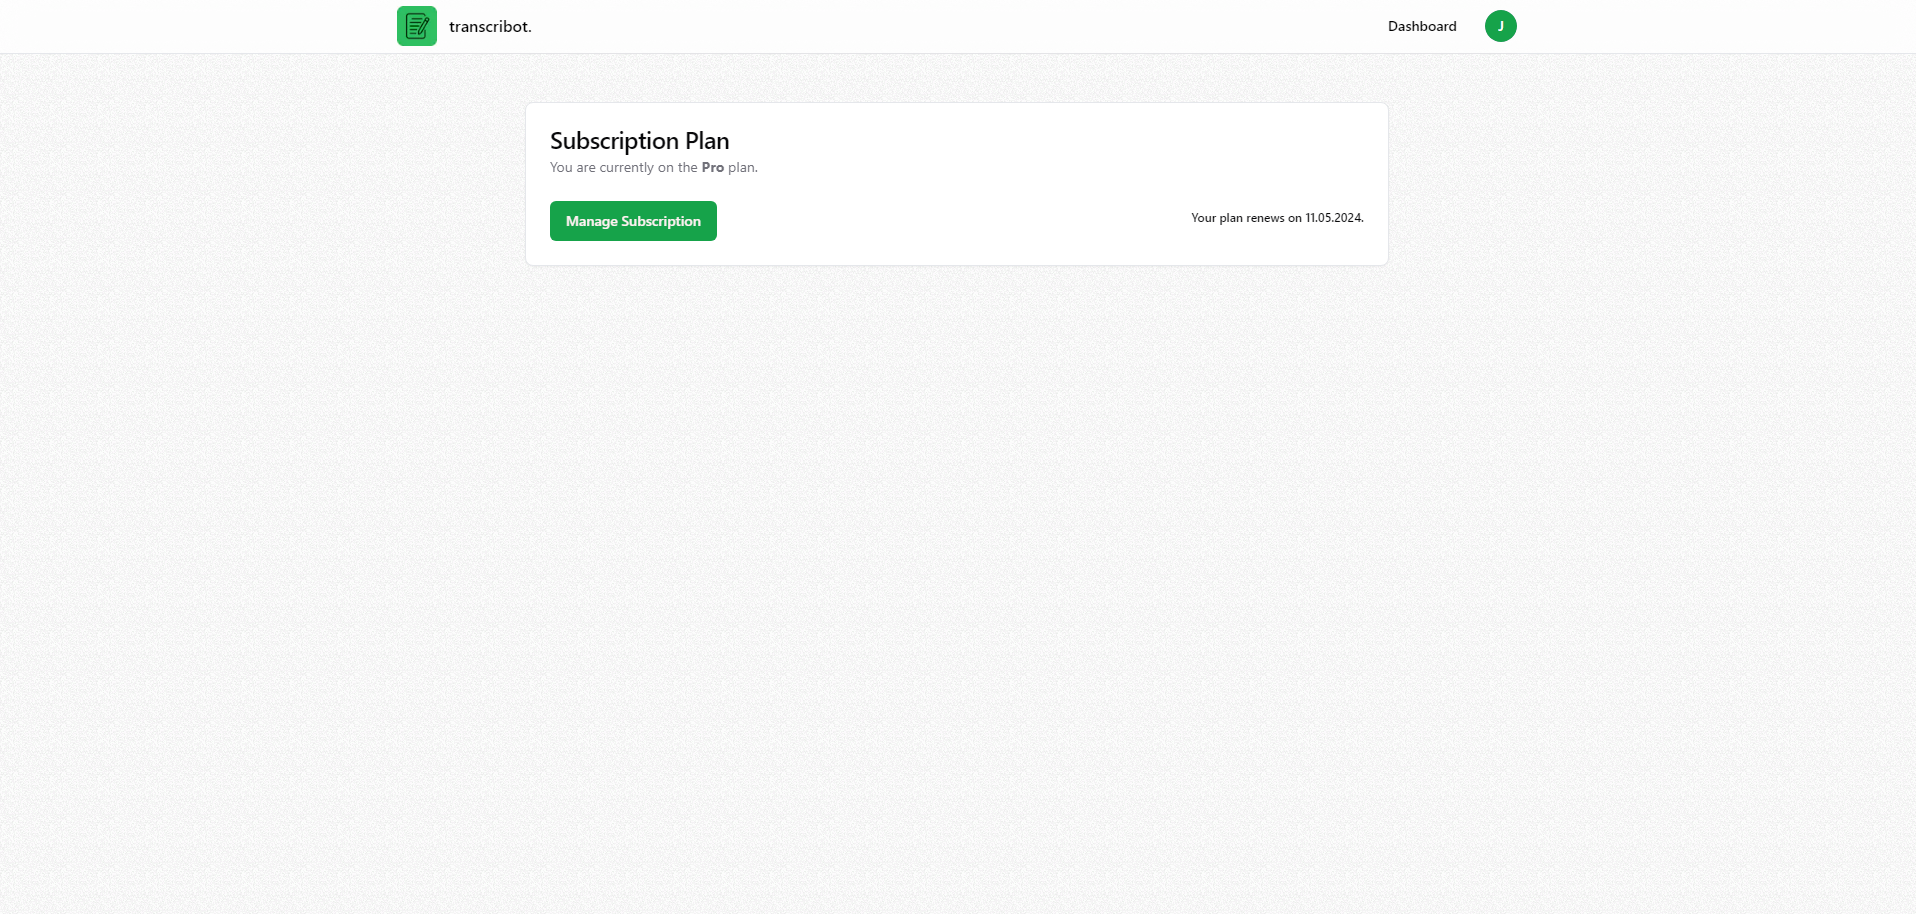 transcribot.
Dashboard
J
Subscription Plan
You are currently on the Pro plan.
Manage Subscription
Your plan renews on 11.05.2024.